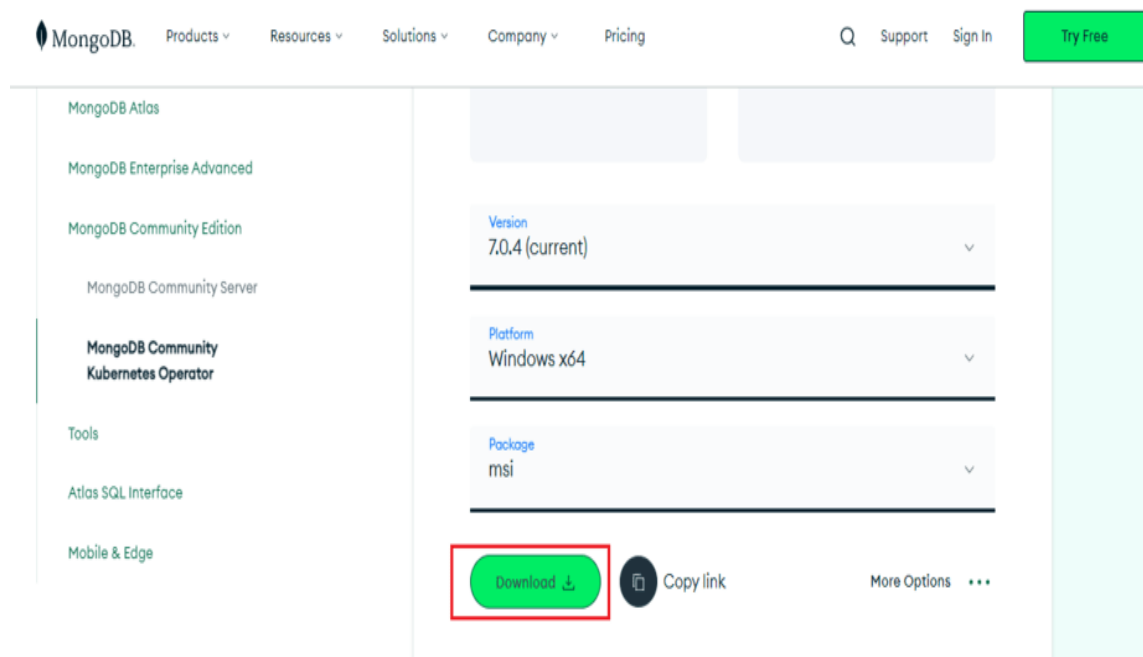 MongoDB. Products Resources Solutions Company Pricing Support Sign In Try Free
MongoDB Atlas
MongoDB Enterprise Advanced
MongoDB Community Edition
MongoDB Community Server
MongoDB Community
Kubernetes Operator
Tools
Atlas SQL Interface
Mobile & Edge
Version
7.0.4 (current)
Platform
Windows x64
Package
msi
Download Copy link More Options